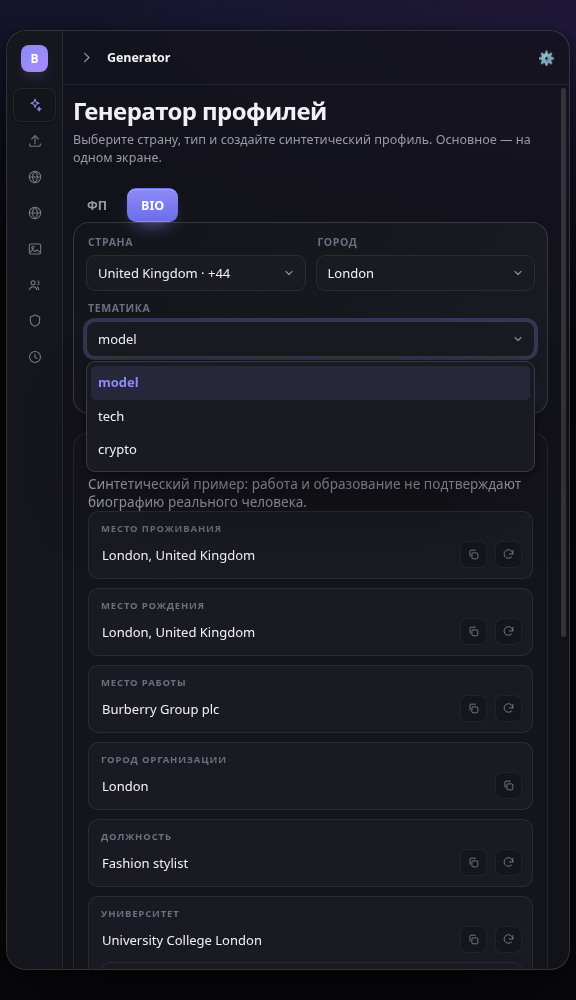 B
Generator
Генератор профилей
Выберите страну, тип и создайте синтетический профиль. Основное — на
одном экране.
ФП
BIO
СТРАНА
ГОРОД
United Kingdom · +44
London
ТЕМАТИКА
model
model
tech
crypto
Синтетический пример: работа и образование не подтверждают
биографию реального человека.
МЕСТО ПРОЖИВАНИЯ
London, United Kingdom
МЕСТО РОЖДЕНИЯ
London, United Kingdom
МЕСТО РАБОТЫ
Burberry Group plc
ГОРОД ОРГАНИЗАЦИИ
London
ДОЛЖНОСТЬ
Fashion stylist
УНИВЕРСИТЕТ
University College London